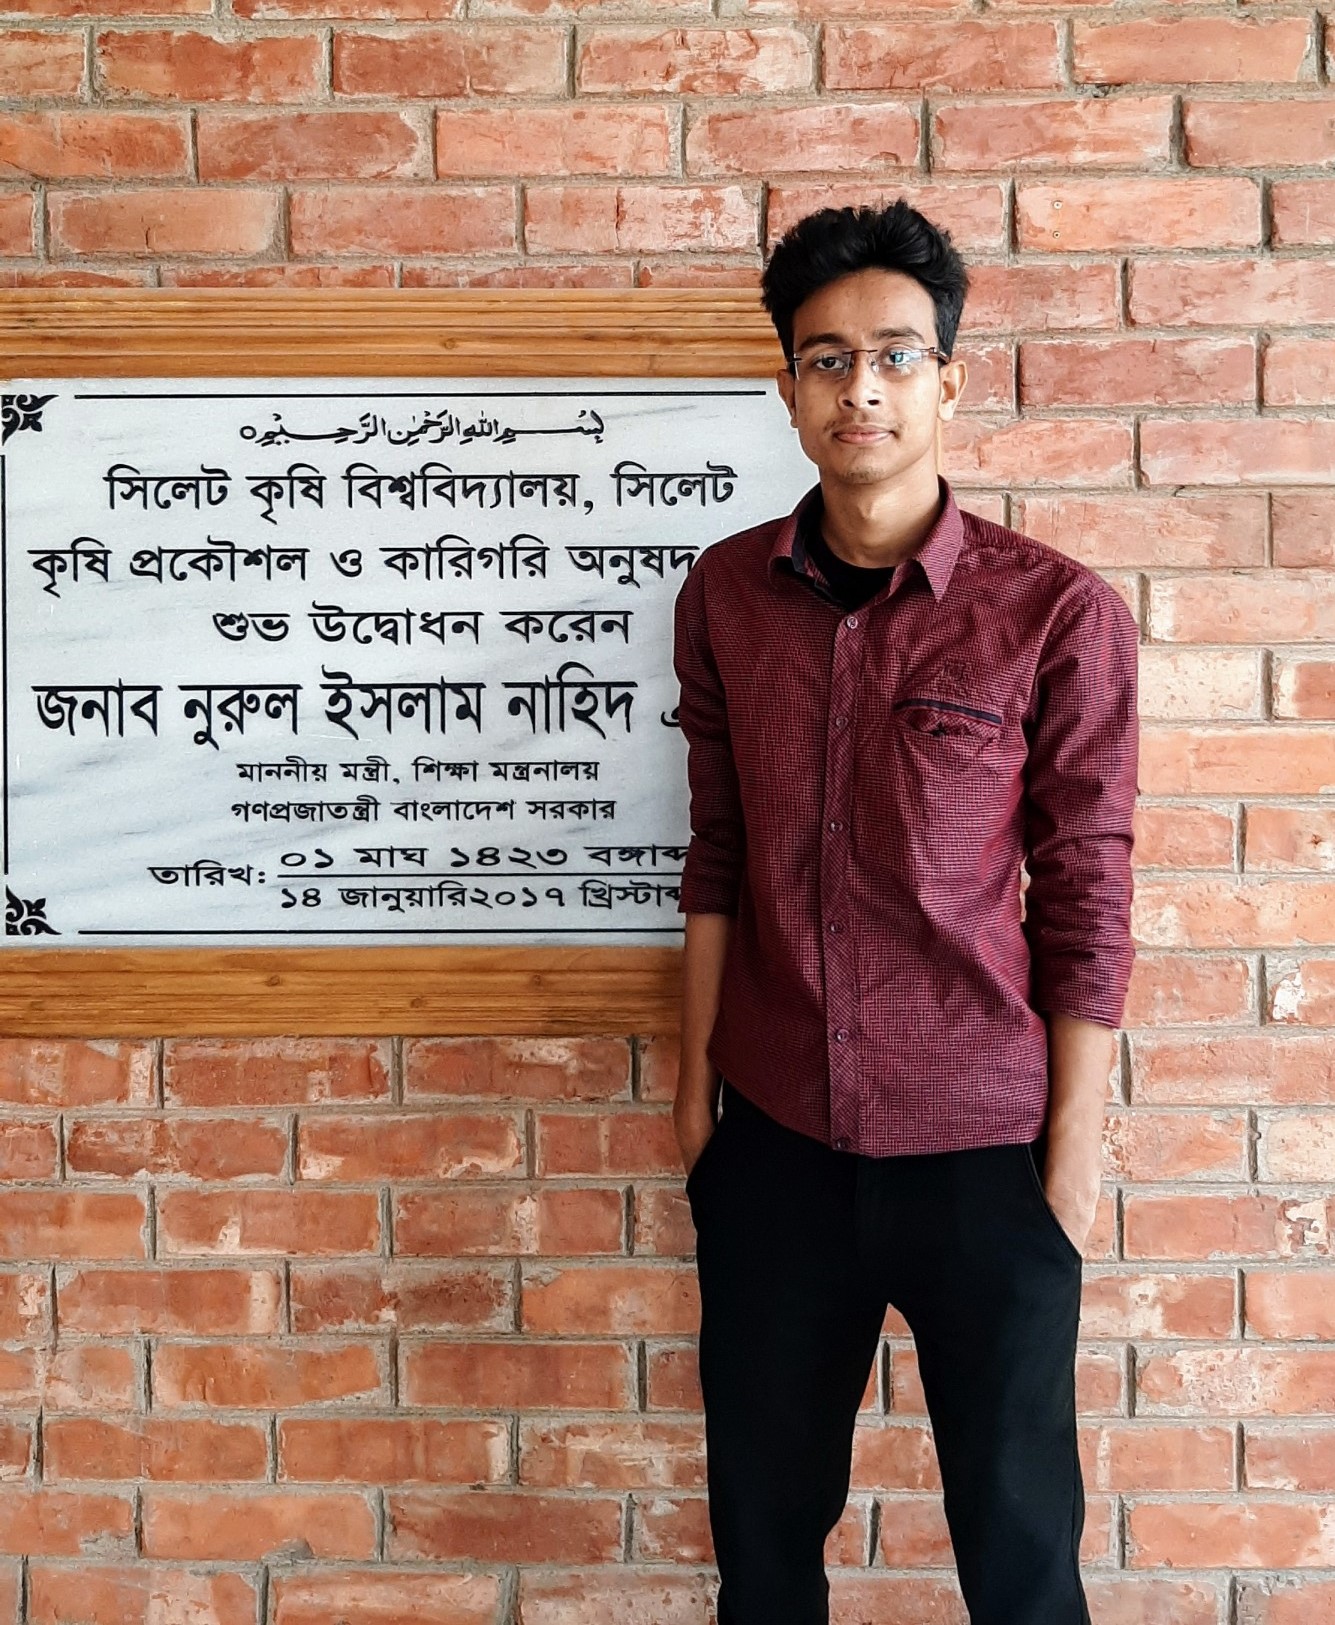 بِسْمِ اللهِ الرَّحْمٰنِ الرَّحِيْمِ
সিলেট কৃষি বিশ্ববিদ্যালয়, সিলেট
কৃষি প্রকৌশল ও কারিগরি অনুষদ
শুভ উদ্বোধন করেন
জনাব নুরুল ইসলাম নাহিদ
মাননীয় মন্ত্রী, শিক্ষা মন্ত্রনালয়
গণপ্রজাতন্ত্রী বাংলাদেশ সরকার
তারিখ: ০১ মাঘ ১৪২৩ বঙ্গাব্দ
১৪ জানুয়ারি২০১৭ খ্রিস্টাব্দ